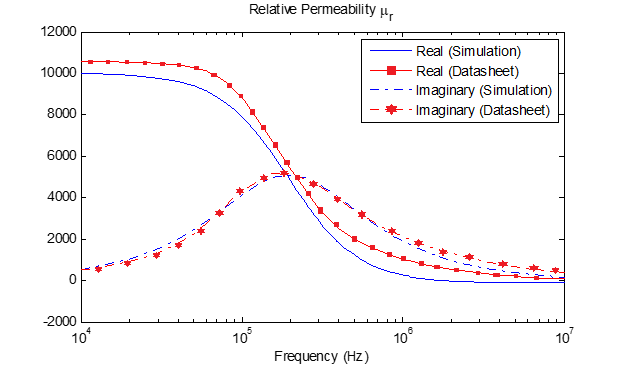 Relative Permeability μr
12000
10000
8000
6000
4000
2000
0
-2000
Real (Simulation)
Real (Datasheet)
Imaginary (Simulation)
Imaginary (Datasheet)
10^4
10^5
10^6
10^7
Frequency (Hz)